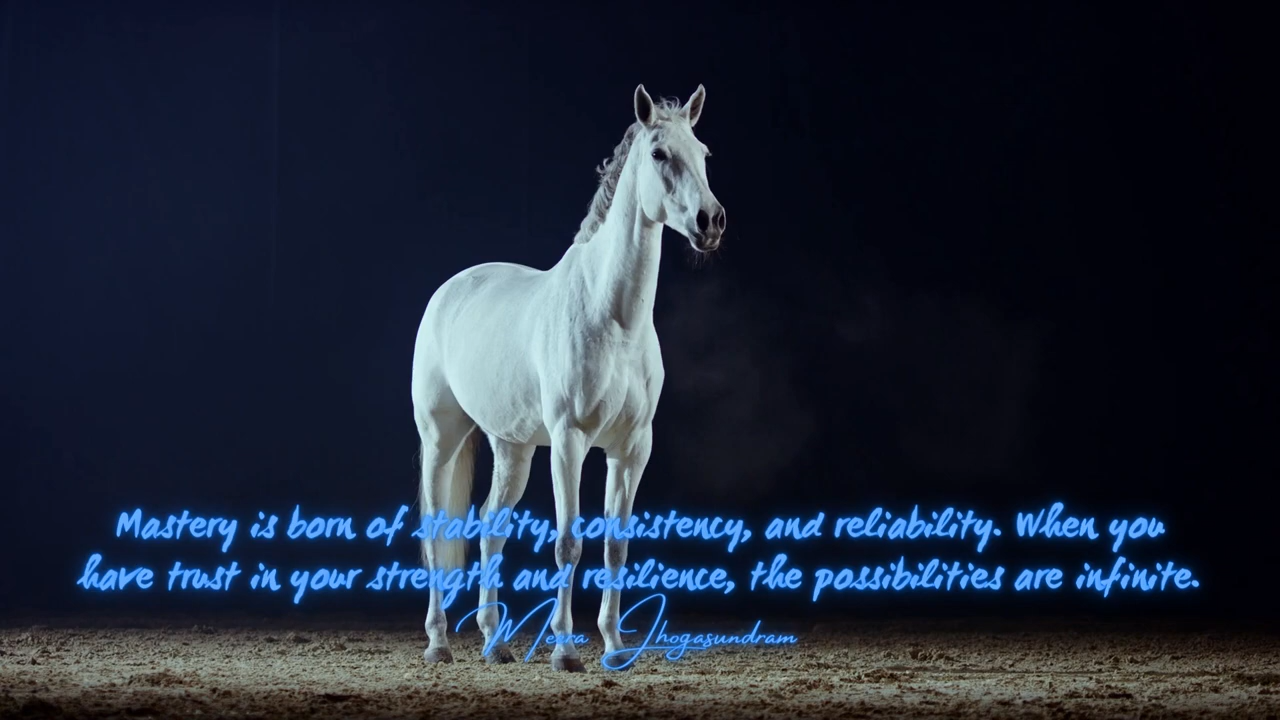 Mastery is born of stability, consistency, and reliability. When you
have trust in your strength and resilience, the possibilities are infinite.
Meera Jhogasundram